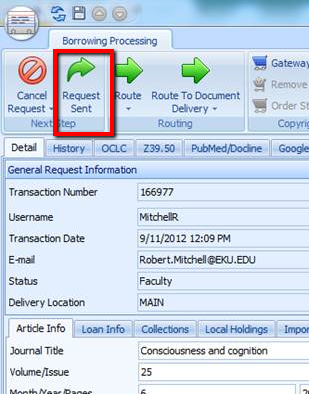 Borrowing Processing
Cancel Request Request Sent Route Route To Document Delivery Gateway
Remove
Order St
Next Step Routing Copyrig
Detail History OCLC Z39.50 PubMed/Docline Google
General Request Information
Transaction Number 166977
Username MitchellR
Transaction Date 9/11/2012 12:09 PM
E-mail Robert.Mitchell@EKU.EDU
Status Faculty
Delivery Location MAIN
Article Info Loan Info Collections Local Holdings Impor
Journal Title Consciousness and cognition
Volume/Issue 25
Month/Year/Pages 6